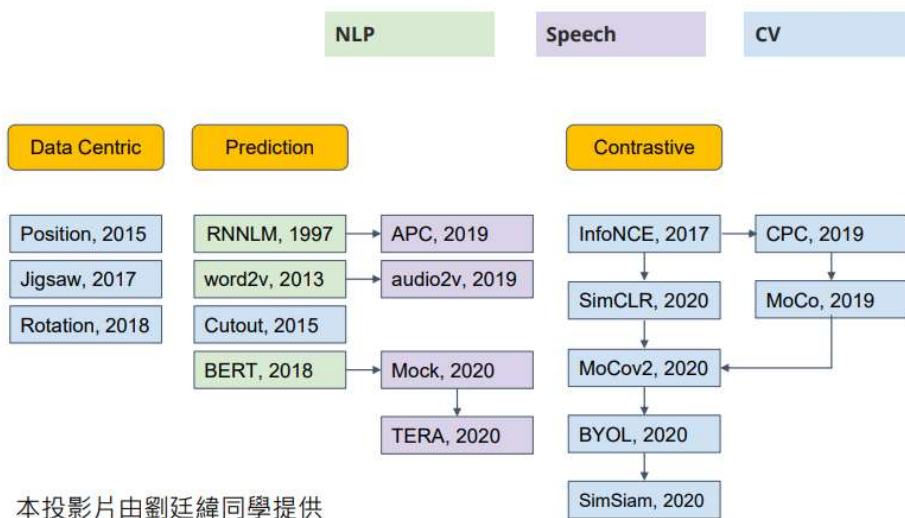 NLP
Speech
CV
Data Centric
Prediction
Contrastive
Position, 2015
RNNLM, 1997
APC, 2019
InfoNCE, 2017
CPC, 2019
Jigsaw, 2017
word2v, 2013
audio2v, 2019
SimCLR, 2020
MoCo, 2019
Rotation, 2018
Cutout, 2015
BERT, 2018
Mock, 2020
MoCov2, 2020
TERA, 2020
BYOL, 2020
SimSiam, 2020
本投影片由劉廷緯同學提供